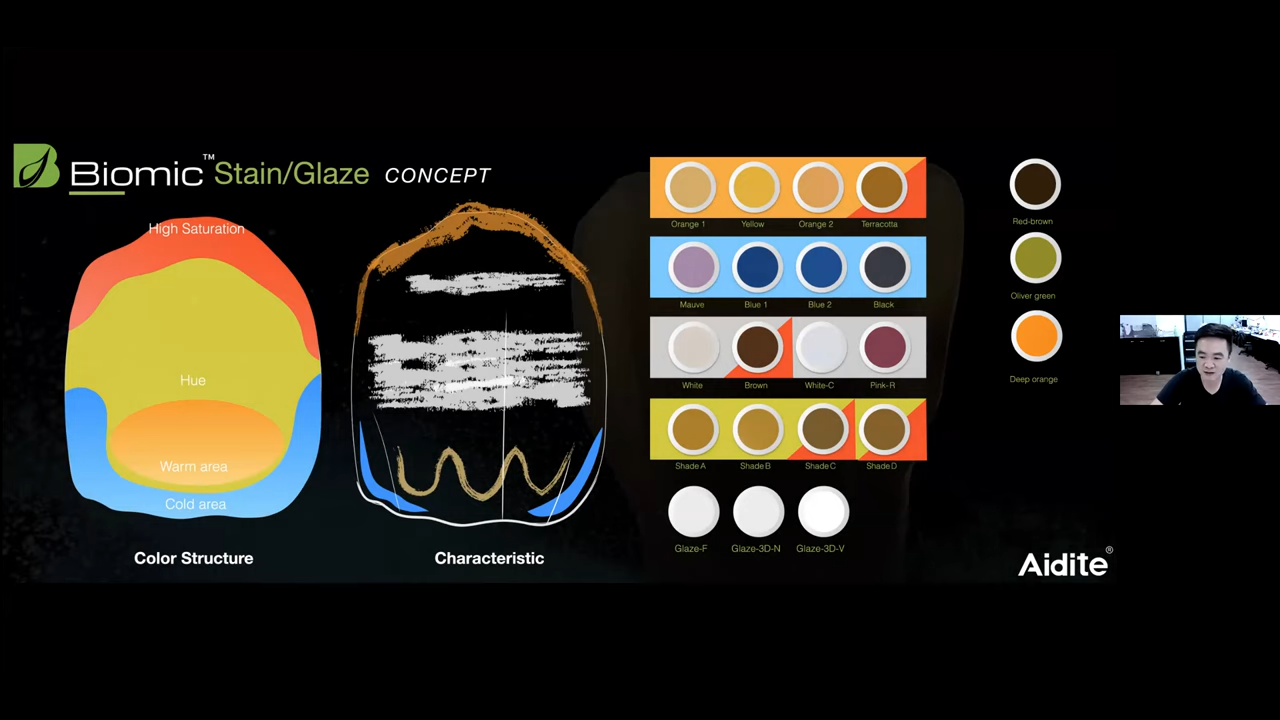 Biomic™ Stain/Glaze CONCEPT
High Saturation
Hue
Warm area
Cold area
Color Structure
Characteristic
Orange 1 Yellow Orange 2 Terracotta
Mauve Blue 1 Blue 2 Black
White Brown White-C Pink-R
Shade A Shade B Shade C Shade D
Glaze-F Glaze-3D-N Glaze-3D-V
Red-brown
Oliver green
Deep orange
Aidite®